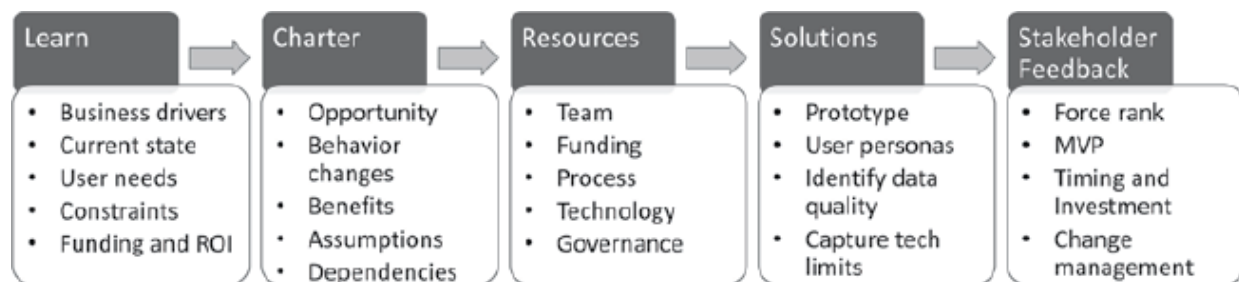 Learn
• Business drivers
• Current state
• User needs
• Constraints
• Funding and ROI
Charter
• Opportunity
• Behavior
changes
• Benefits
• Assumptions
• Dependencies
Resources
• Team
• Funding
• Process
• Technology
• Governance
Solutions
• Prototype
• User personas
• Identify data
quality
• Capture tech
limits
Stakeholder
Feedback
• Force rank
• MVP
• Timing and
Investment
• Change
management